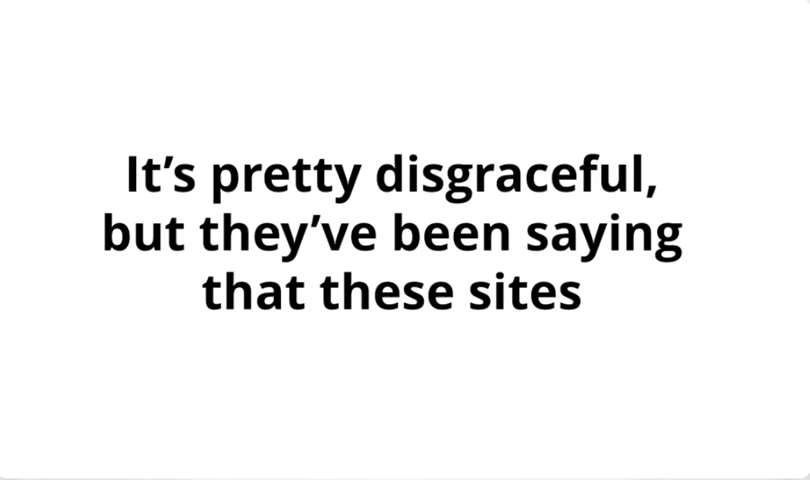 It’s pretty disgraceful,
but they’ve been saying
that these sites